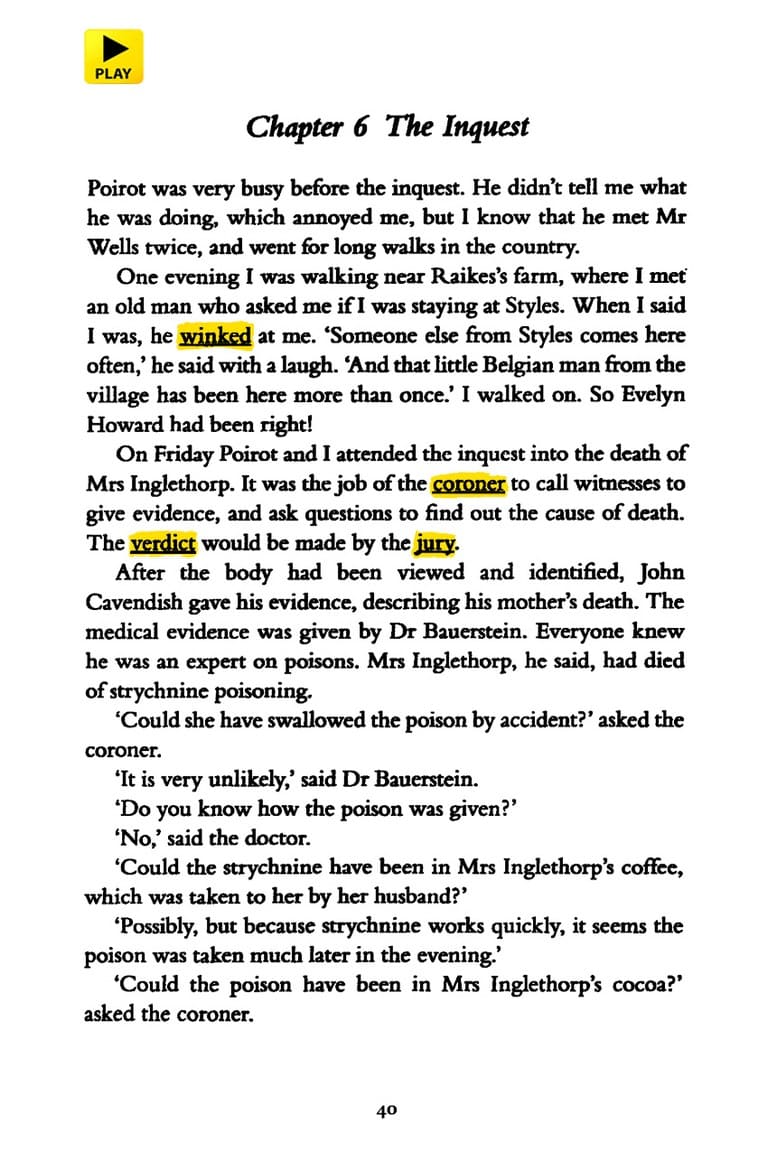 PLAY
Chapter 6 The Inquest
Poirot was very busy before the inquest. He didn’t tell me what
he was doing, which annoyed me, but I know that he met Mr
Wells twice, and went for long walks in the country.
One evening I was walking near Raikes’s farm, where I met
an old man who asked me if I was staying at Styles. When I said
I was, he winked at me. ‘Someone else from Styles comes here
often,’ he said with a laugh. ‘And that little Belgian man from the
village has been here more than once.’ I walked on. So Evelyn
Howard had been right!
On Friday Poirot and I attended the inquest into the death of
Mrs Inglethorp. It was the job of the coroner to call witnesses to
give evidence, and ask questions to find out the cause of death.
The verdict would be made by the jury.
After the body had been viewed and identified, John
Cavendish gave his evidence, describing his mother’s death. The
medical evidence was given by Dr Bauerstein. Everyone knew
he was an expert on poisons. Mrs Inglethorp, he said, had died
of strychnine poisoning.
‘Could she have swallowed the poison by accident?’ asked the
coroner.
‘It is very unlikely,’ said Dr Bauerstein.
‘Do you know how the poison was given?’
‘No,’ said the doctor.
‘Could the strychnine have been in Mrs Inglethorp’s coffee,
which was taken to her by her husband?’
‘Possibly, but because strychnine works quickly, it seems the
poison was taken much later in the evening.’
‘Could the poison have been in Mrs Inglethorp’s cocoa?’
asked the coroner.
40